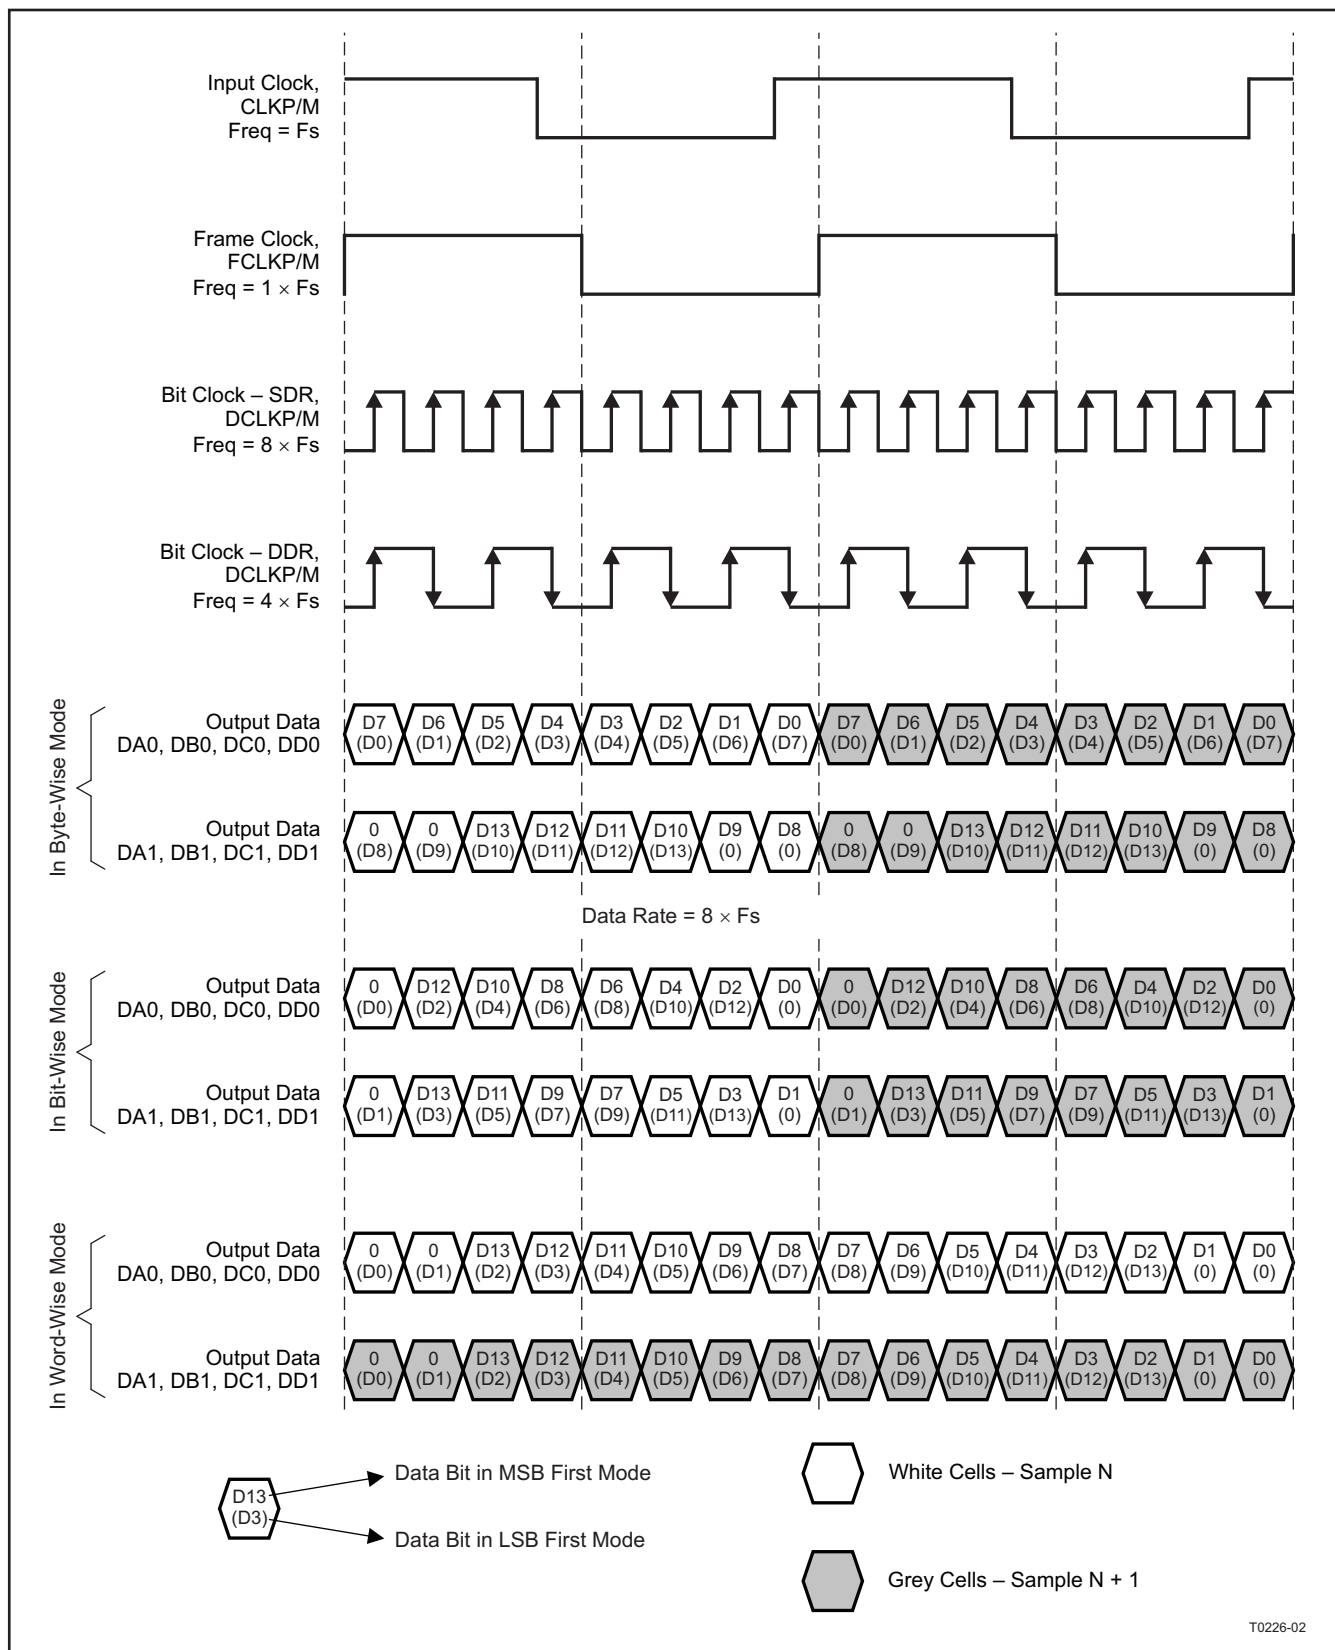 Input Clock,
CLKP/M
Freq = Fs
Frame Clock,
FCLKP/M
Freq = 1 × Fs
Bit Clock – SDR,
DCLKP/M
Freq = 8 × Fs
Bit Clock – DDR,
DCLKP/M
Freq = 4 × Fs
In Byte-Wise Mode
Output Data
DA0, DB0, DC0, DD0
D7 D6 D5 D4 D3 D2 D1 D0 D7 D6 D5 D4 D3 D2 D1 D0
(D0) (D1) (D2) (D3) (D4) (D5) (D6) (D7) (D0) (D1) (D2) (D3) (D4) (D5) (D6) (D7)
Output Data
DA1, DB1, DC1, DD1
0 0 D13 D12 D11 D10 D9 D8 0 0 D13 D12 D11 D10 D9 D8
(D8) (D9) (D10) (D11) (D12) (D13) (0) (0) (D8) (D9) (D10) (D11) (D12) (D13) (0) (0)
Data Rate = 8 × Fs
In Bit-Wise Mode
Output Data
DA0, DB0, DC0, DD0
0 D12 D10 D8 D6 D4 D2 D0 0 D12 D10 D8 D6 D4 D2 D0
(D0) (D2) (D4) (D6) (D8) (D10) (D12) (0) (D0) (D2) (D4) (D6) (D8) (D10) (D12) (0)
Output Data
DA1, DB1, DC1, DD1
0 D13 D11 D9 D7 D5 D3 D1 0 D13 D11 D9 D7 D5 D3 D1
(D1) (D3) (D5) (D7) (D9) (D11) (D13) (0) (D1) (D3) (D5) (D7) (D9) (D11) (D13) (0)
In Word-Wise Mode
Output Data
DA0, DB0, DC0, DD0
0 0 D13 D12 D11 D10 D9 D8 D7 D6 D5 D4 D3 D2 D1 D0
(D0) (D1) (D2) (D3) (D4) (D5) (D6) (D7) (D8) (D9) (D10) (D11) (D12) (D13) (0) (0)
Output Data
DA1, DB1, DC1, DD1
0 0 D13 D12 D11 D10 D9 D8 D7 D6 D5 D4 D3 D2 D1 D0
(D0) (D1) (D2) (D3) (D4) (D5) (D6) (D7) (D8) (D9) (D10) (D11) (D12) (D13) (0) (0)
D13
(D3)
Data Bit in MSB First Mode
Data Bit in LSB First Mode
White Cells – Sample N
Grey Cells – Sample N + 1
T0226-02